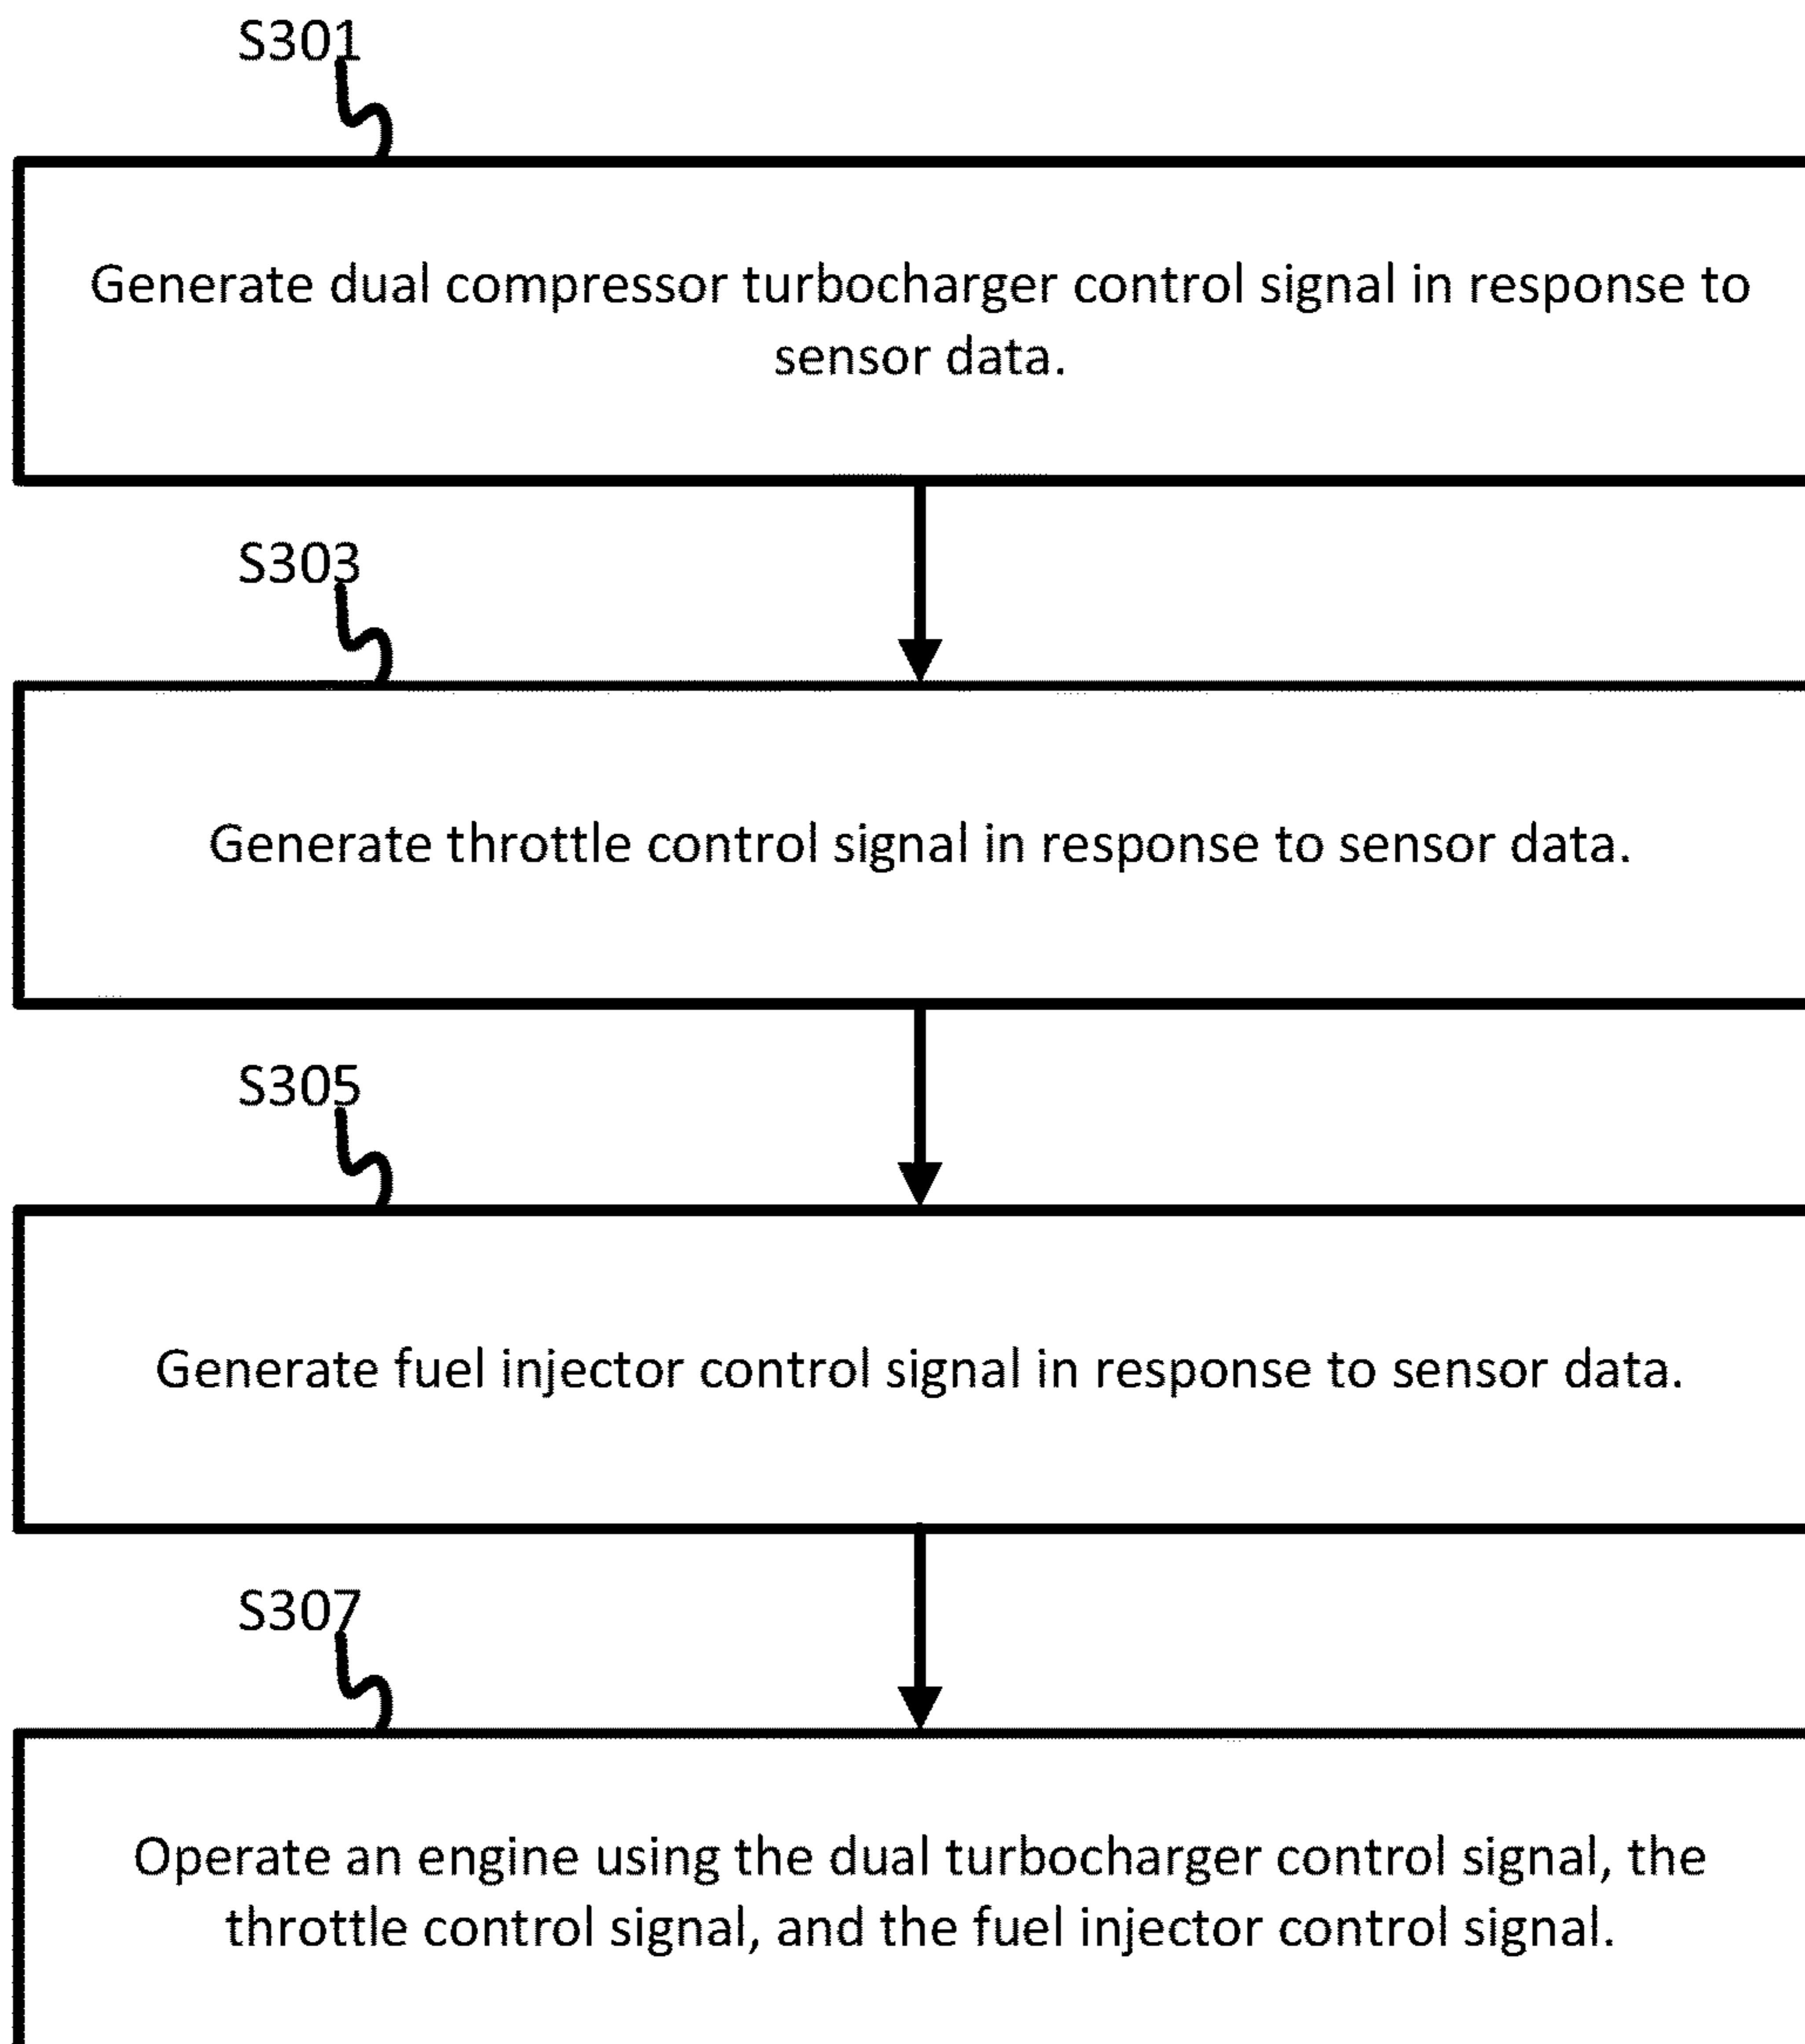 S301
Generate dual compressor turbocharger control signal in response to
sensor data.
S303
Generate throttle control signal in response to sensor data.
S305
Generate fuel injector control signal in response to sensor data.
S307
Operate an engine using the dual turbocharger control signal, the
throttle control signal, and the fuel injector control signal.